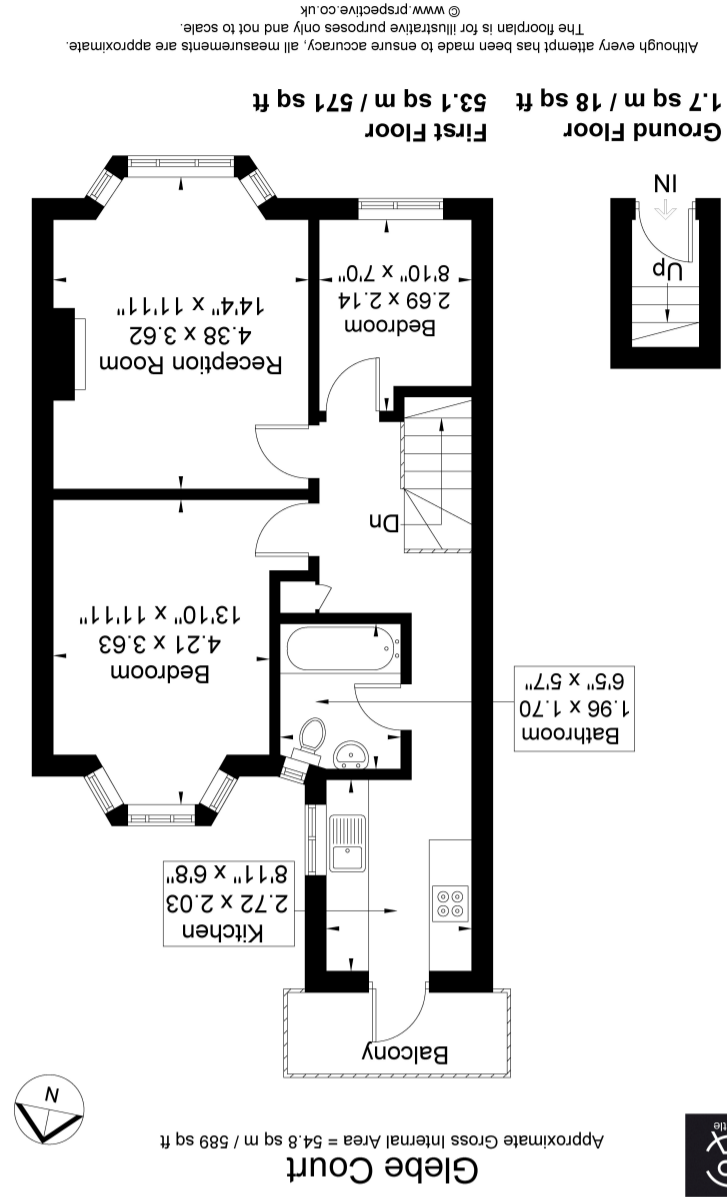 Glebe Court
Approximate Gross Internal Area = 54.8 sq m / 589 sq ft
N
Balcony
Kitchen
2.72 x 2.03
8'11" x 6'8"
Bathroom
1.96 x 1.70
6'5" x 5'7"
Bedroom
4.21 x 3.63
13'10" x 11'11"
Dn
Reception Room
4.38 x 3.62
14'4" x 11'11"
Bedroom
2.69 x 2.14
8'10" x 7'0"
Up
IN
Ground Floor
1.7 sq m / 18 sq ft
First Floor
53.1 sq m / 571 sq ft
Although every attempt has been made to ensure accuracy, all measurements are approximate.
The floorplan is for illustrative purposes only and not to scale.
© www.prspective.co.uk